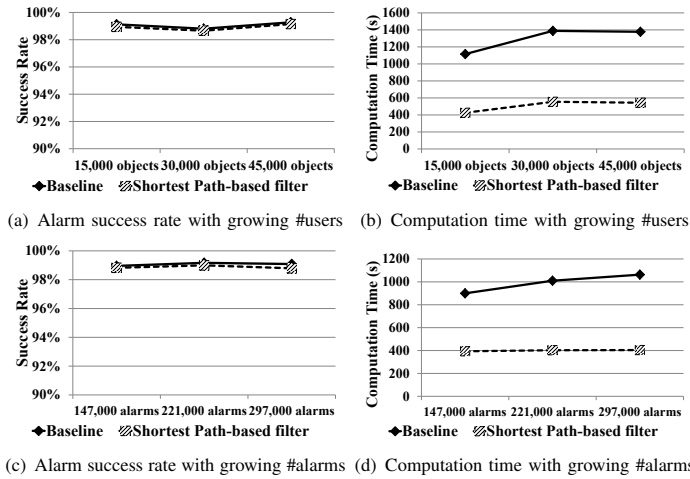 100%
98%
96%
94%
92%
90%
Success Rate
15,000 objects 30,000 objects 45,000 objects
Baseline Shortest Path-based filter
(a) Alarm success rate with growing #users
1600
1400
1200
1000
800
600
400
200
0
Computation Time (s)
15,000 objects 30,000 objects 45,000 objects
Baseline Shortest Path-based filter
(b) Computation time with growing #users
100%
98%
96%
94%
92%
90%
Success Rate
147,000 alarms 221,000 alarms 297,000 alarms
Baseline Shortest Path-based filter
(c) Alarm success rate with growing #alarms
1200
1000
800
600
400
200
0
Computation Time (s)
147,000 alarms 221,000 alarms 297,000 alarms
Baseline Shortest Path-based filter
(d) Computation time with growing #alarms